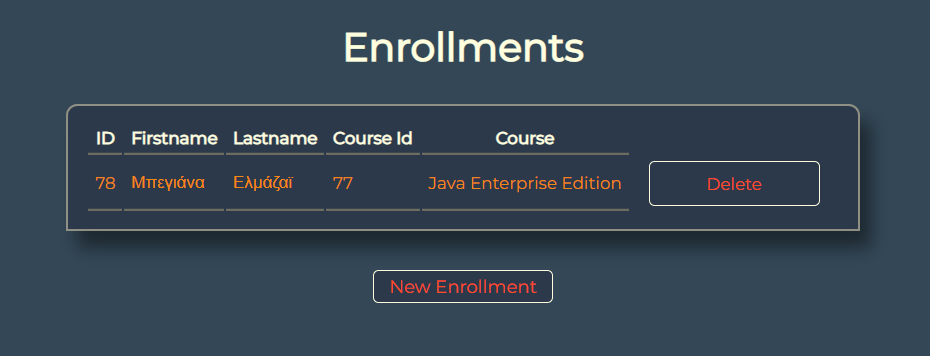 Enrollments
ID Firstname Lastname Course Id Course
78 Μπεγιάνα Ελμάζαϊ 77 Java Enterprise Edition Delete
New Enrollment